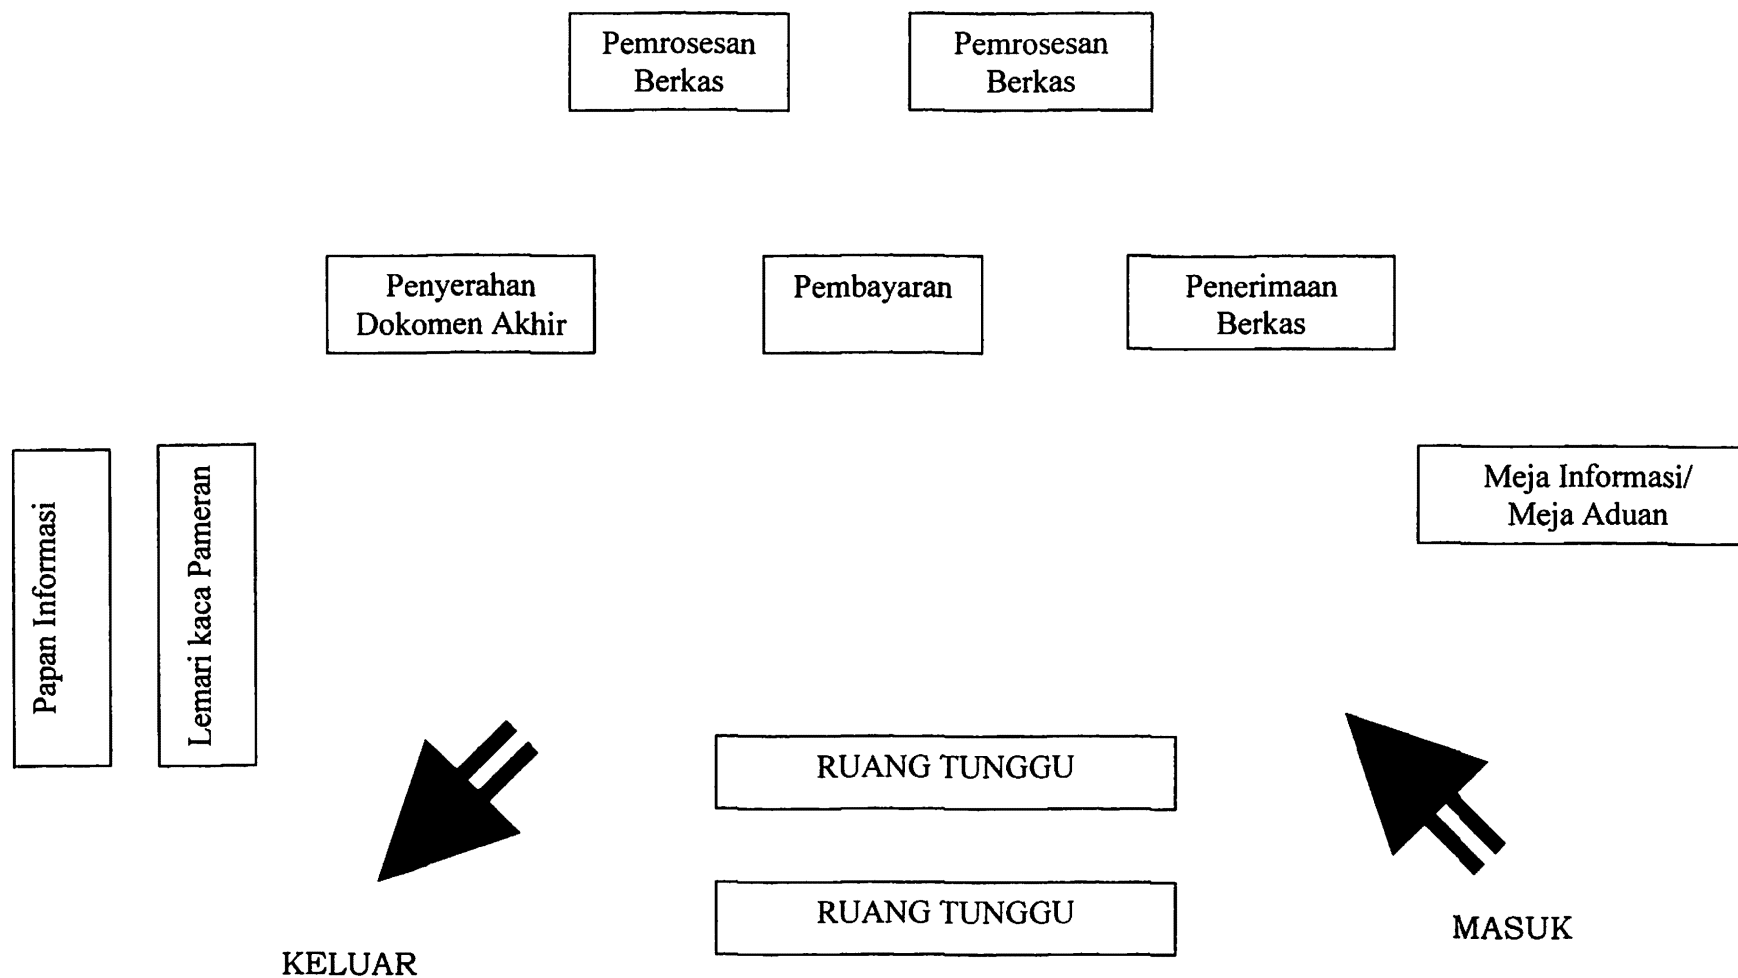 Pemrosesan
Berkas
Pemrosesan
Berkas
Penyerahan
Dokomen Akhir
Pembayaran
Penerimaan
Berkas
Papan Informasi
Lemari kaca Pameran
Meja Informasi/
Meja Aduan
RUANG TUNGGU
RUANG TUNGGU
KELUAR
MASUK